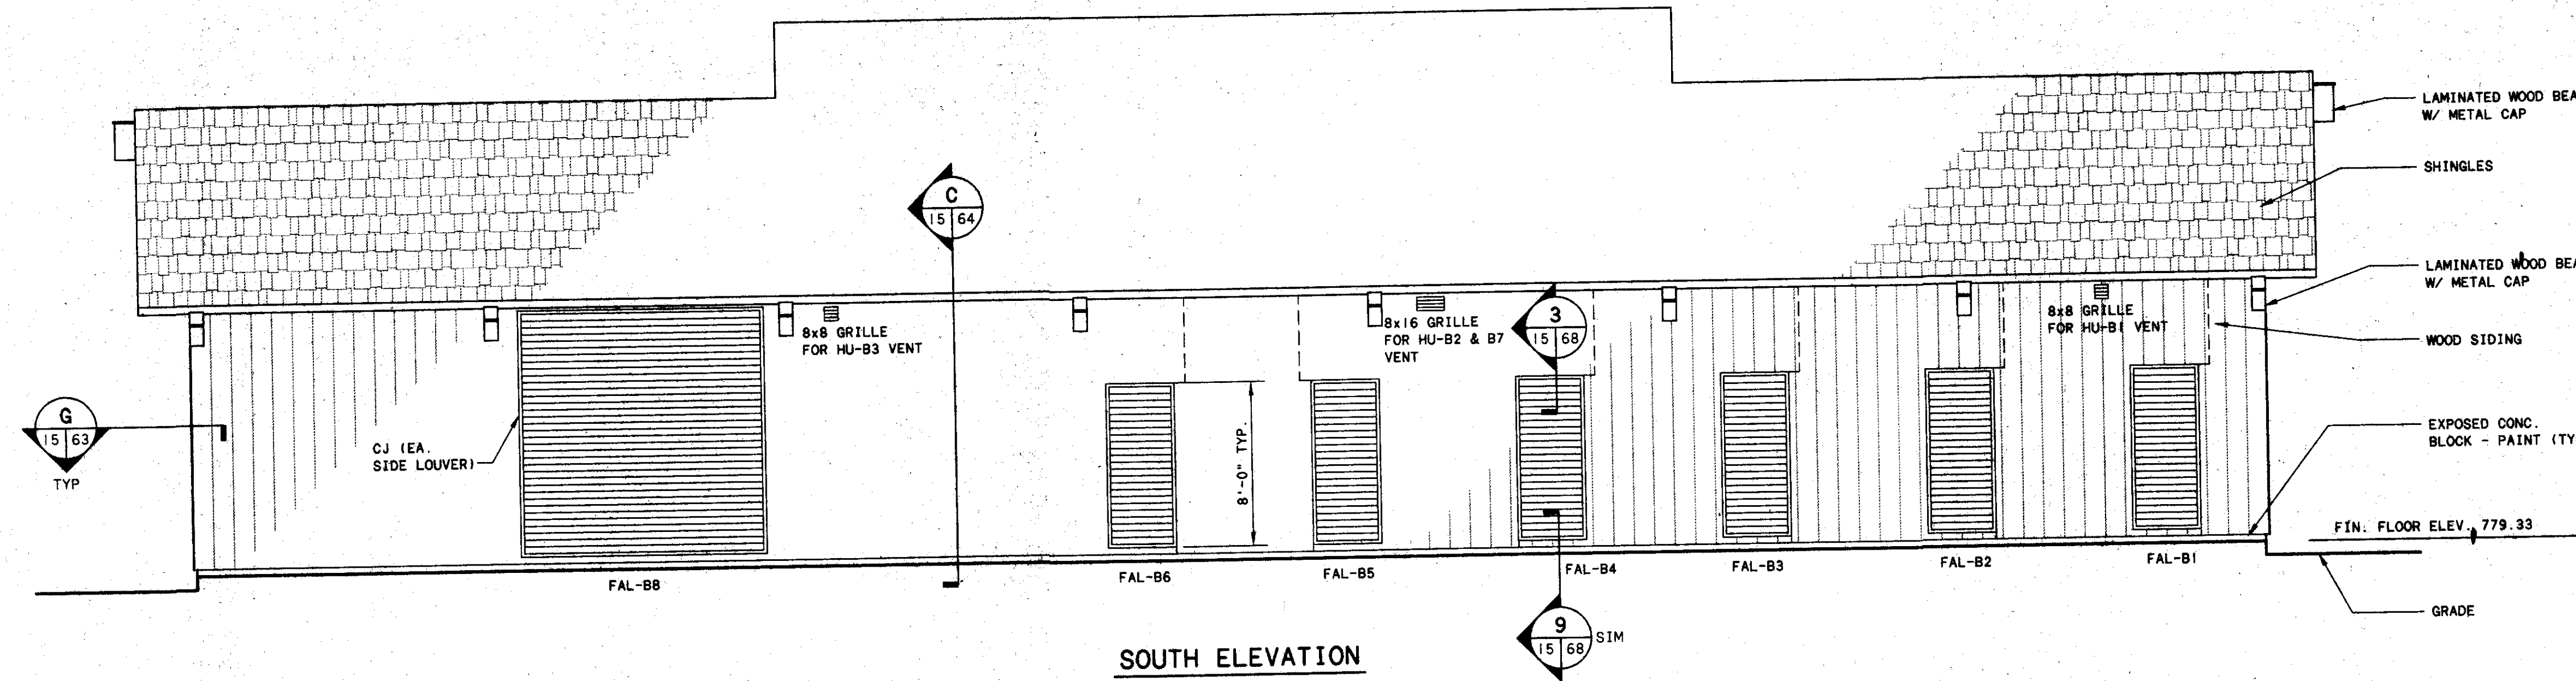 LAMINATED WOOD BEA
W/ METAL CAP
SHINGLES
C
15 64
LAMINATED WOOD BEA
W/ METAL CAP
8x8 GRILLE
FOR HU-B3 VENT
8x16 GRILLE
FOR HU-B2 & B7
VENT
3
15 68
8x8 GRILLE
FOR HU-B1 VENT
WOOD SIDING
G
15 63
TYP
CJ (EA.
SIDE LOUVER)
8'-0" TYP.
EXPOSED CONC.
BLOCK - PAINT (TY
FIN. FLOOR ELEV. 779.33
FAL-B8
FAL-B6
FAL-B5
FAL-B4
FAL-B3
FAL-B2
FAL-B1
GRADE
9
15 68
SIM
SOUTH ELEVATION